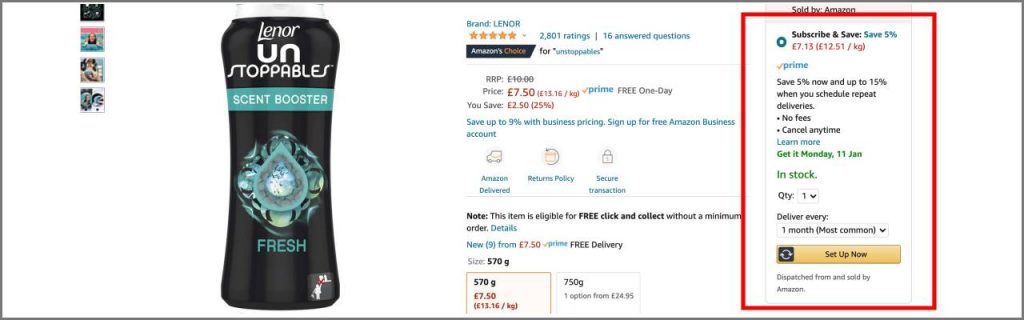 Lenor
UN
STOPPABLES
SCENT BOOSTER
FRESH
Brand: LENOR
2,801 ratings | 16 answered questions
Amazon's Choice for "unstoppables"
RRP: £10.00
Price: £7.50 (£13.16 / kg) prime FREE One-Day
You Save: £2.50 (25%)
Save up to 9% with business pricing. Sign up for free Amazon Business
account
Amazon
Delivered
Returns Policy
Secure
transaction
Note: This item is eligible for FREE click and collect without a minimum
order. Details
New (9) from £7.50 prime FREE Delivery
Size: 570 g
570 g
£7.50
(£13.16 / kg)
750g
1 option from £24.95
Sold by: Amazon
Subscribe & Save: Save 5%
£7.13 (£12.51 / kg)
prime
Save 5% now and up to 15%
when you schedule repeat
deliveries.
• No fees
• Cancel anytime
Learn more
Get it Monday, 11 Jan
In stock.
Qty: 1
Deliver every:
1 month (Most common)
Set Up Now
Dispatched from and sold by
Amazon.